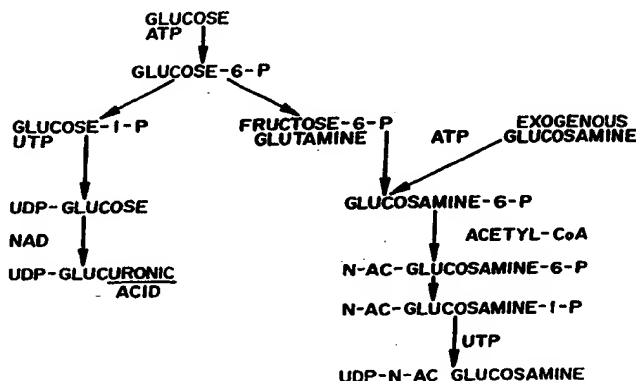 GLUCOSE
ATP
GLUCOSE-6-P
GLUCOSE-1-P
UTP
FRUCTOSE-6-P
GLUTAMINE
ATP
EXOGENOUS
GLUCOSAMINE
UDP-GLUCOSE
GLUCOSAMINE-6-P
NAD
ACETYL-CoA
UDP-GLUCURONIC
ACID
N-AC-GLUCOSAMINE-6-P
N-AC-GLUCOSAMINE-1-P
UTP
UDP-N-AC GLUCOSAMINE